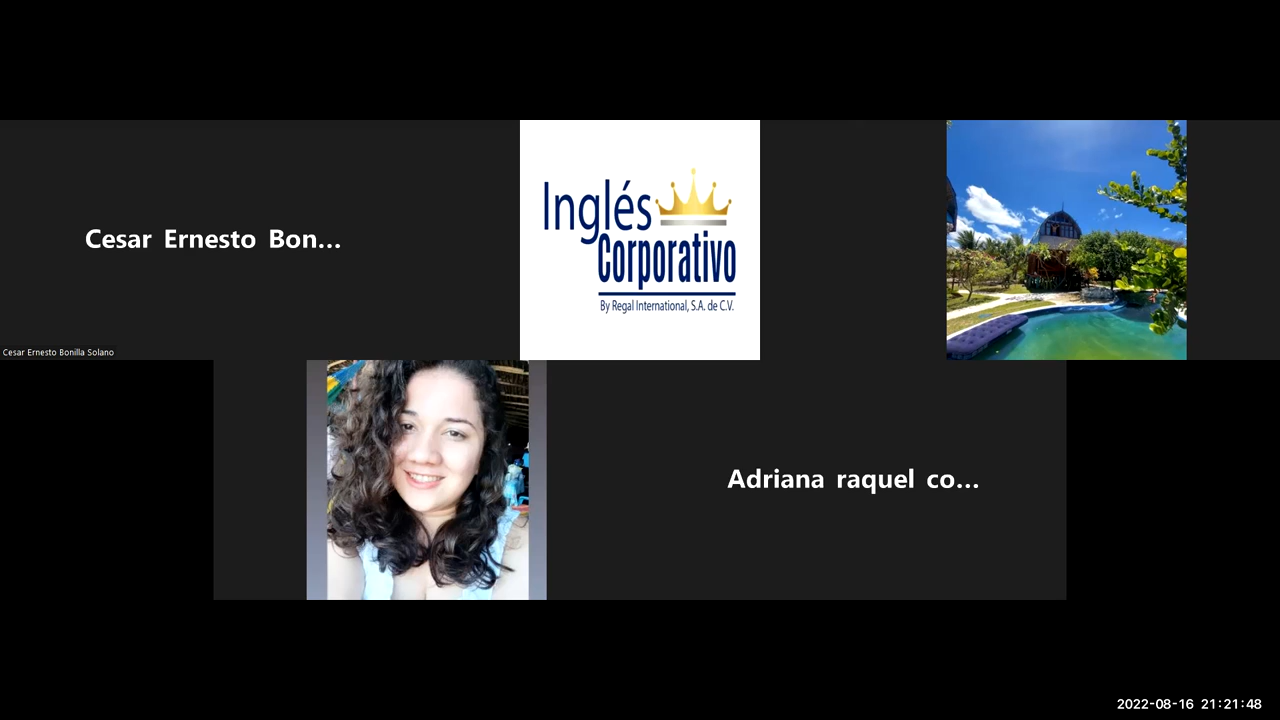 Cesar Ernesto Bon...
Cesar Ernesto Bonilla Solano
Inglés
Corporativo
By Regal International, S.A. de C.V.
Adriana raquel co...
2022-08-16 21:21:48